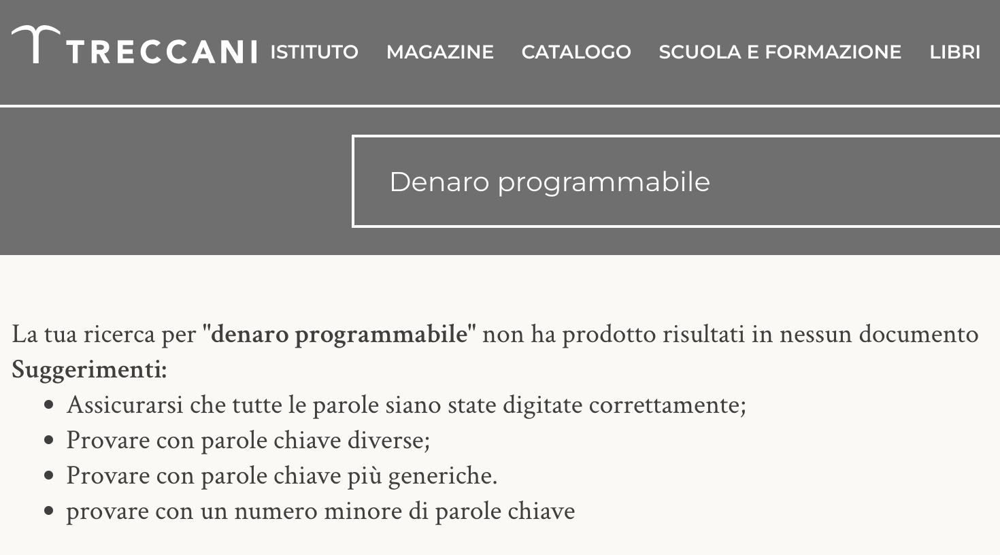 TRECCANI ISTITUTO MAGAZINE CATALOGO SCUOLA E FORMAZIONE LIBRI
Denaro programmabile
La tua ricerca per "denaro programmabile" non ha prodotto risultati in nessun documento
Suggerimenti:
• Assicurarsi che tutte le parole siano state digitate correttamente;
• Provare con parole chiave diverse;
• Provare con parole chiave più generiche.
• provare con un numero minore di parole chiave